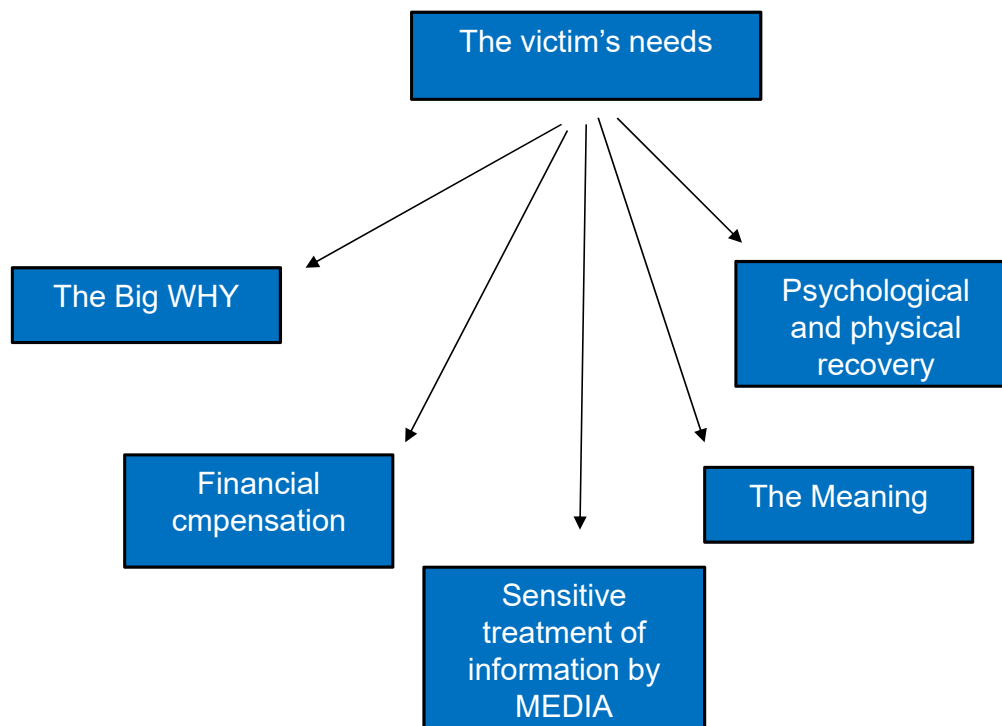 The victim’s needs
The Big WHY
Psychological
and physical
recovery
Financial
cmpensation
The Meaning
Sensitive
treatment of
information by
MEDIA